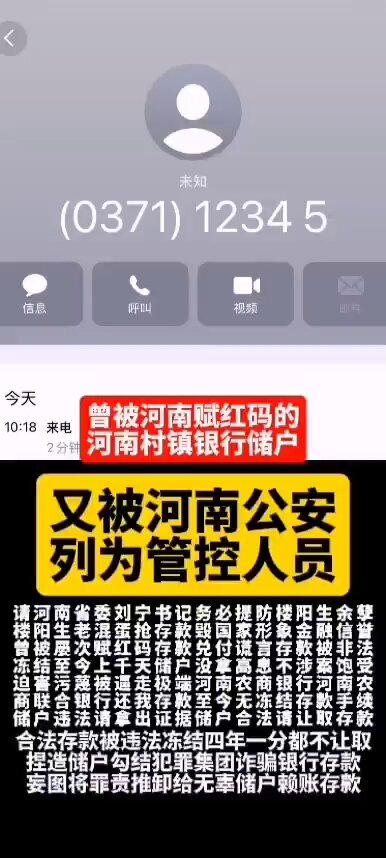 未知
(0371) 1234 5
信息
呼叫
视频
邮件
今天
10:18 来电
2分钟
曾被河南赋红码的
河南村镇银行储户
又被河南公安
列为管控人员
请河南省委刘宁书记务必提防楼阳生余孽
楼阳生老混蛋抢存款毁国家形象金融信誉
曾被屡次赋红码存款兑付谎言存款被非法
冻结至今上千天储户没拿高息不涉案饱受
迫害污蔑被逼走极端河南农商银行河南农
商联合银行还我存款至今无冻结存款手续
储户违法请拿出证据储户合法请让取存款
合法存款被违法冻结四年一分都不让取
捏造储户勾结犯罪集团诈骗银行存款
妄图将罪责推卸给无辜储户赖账存款